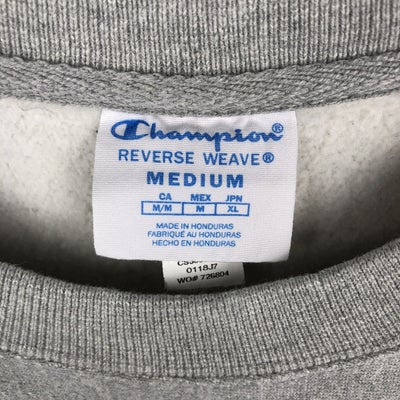 Champion®
REVERSE WEAVE®
MEDIUM
CA MEX JPN
M/M M XL
MADE IN HONDURAS
FABRIQUÉ AU HONDURAS
HECHO EN HONDURAS
0118J7
WO# 726804